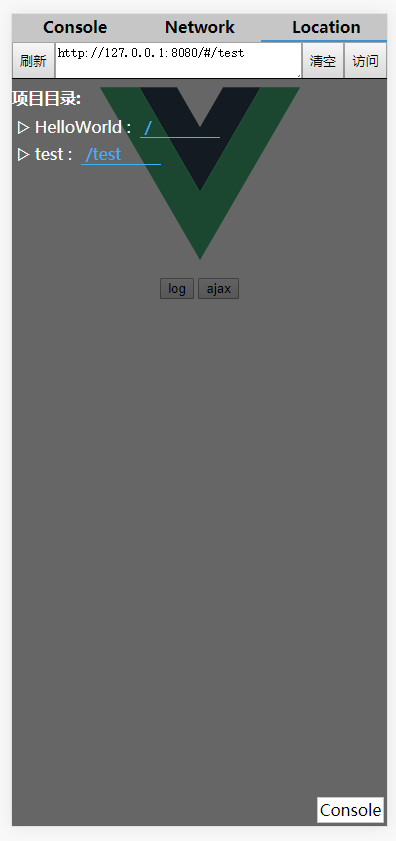 Console Network Location
刷新 http://127.0.0.1:8080/#/test 清空 访问
项目目录:
▷ HelloWorld : /
▷ test : /test
log ajax
Console